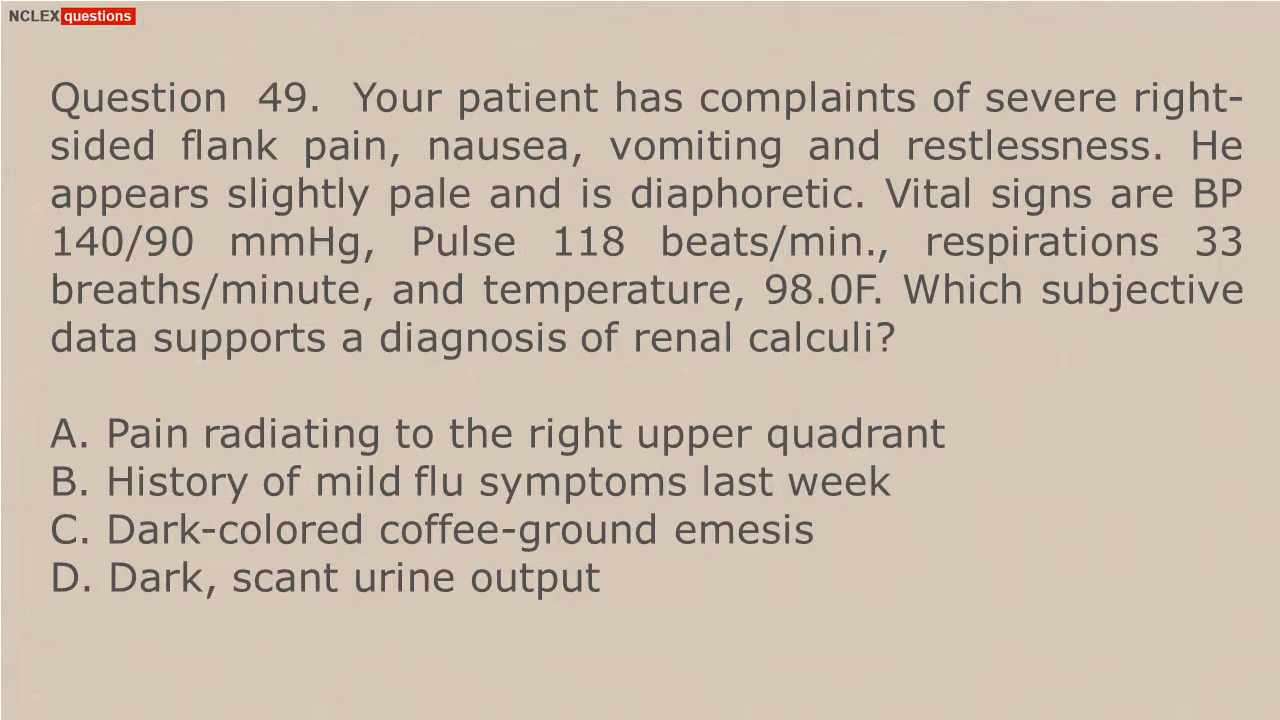 NCLEX questions
Question 49. Your patient has complaints of severe right-
sided flank pain, nausea, vomiting and restlessness. He
appears slightly pale and is diaphoretic. Vital signs are BP
140/90 mmHg, Pulse 118 beats/min., respirations 33
breaths/minute, and temperature, 98.0F. Which subjective
data supports a diagnosis of renal calculi?
A. Pain radiating to the right upper quadrant
B. History of mild flu symptoms last week
C. Dark-colored coffee-ground emesis
D. Dark, scant urine output